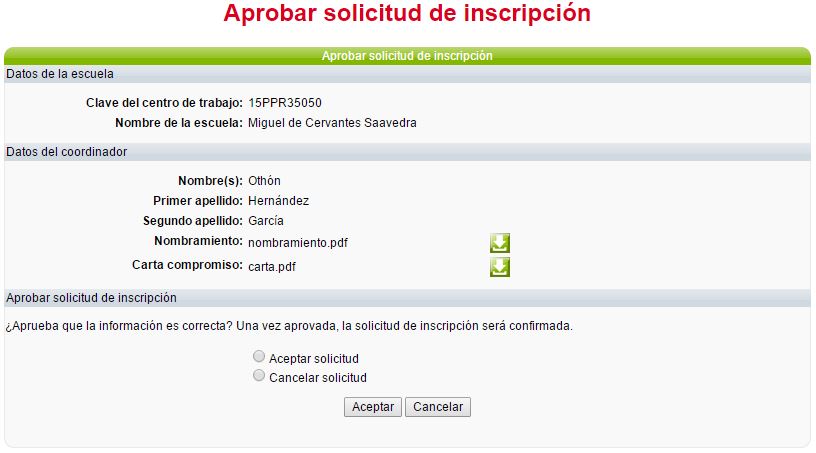 Aprobar solicitud de inscripción
Aprobar solicitud de inscripción
Datos de la escuela
Clave del centro de trabajo: 15PPR35050
Nombre de la escuela: Miguel de Cervantes Saavedra
Datos del coordinador
Nombre(s): Othón
Primer apellido: Hernández
Segundo apellido: García
Nombramiento: nombramiento.pdf
Carta compromiso: carta.pdf
Aprobar solicitud de inscripción
¿Aprueba que la información es correcta? Una vez aprovada, la solicitud de inscripción será confirmada.
Aceptar solicitud
Cancelar solicitud
Aceptar Cancelar